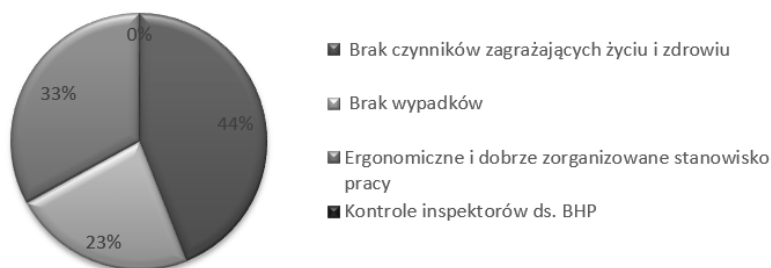 0%
33%
44%
23%
Brak czynników zagrażających życiu i zdrowiu
Brak wypadków
Ergonomiczne i dobrze zorganizowane stanowisko
pracy
Kontrole inspektorów ds. BHP